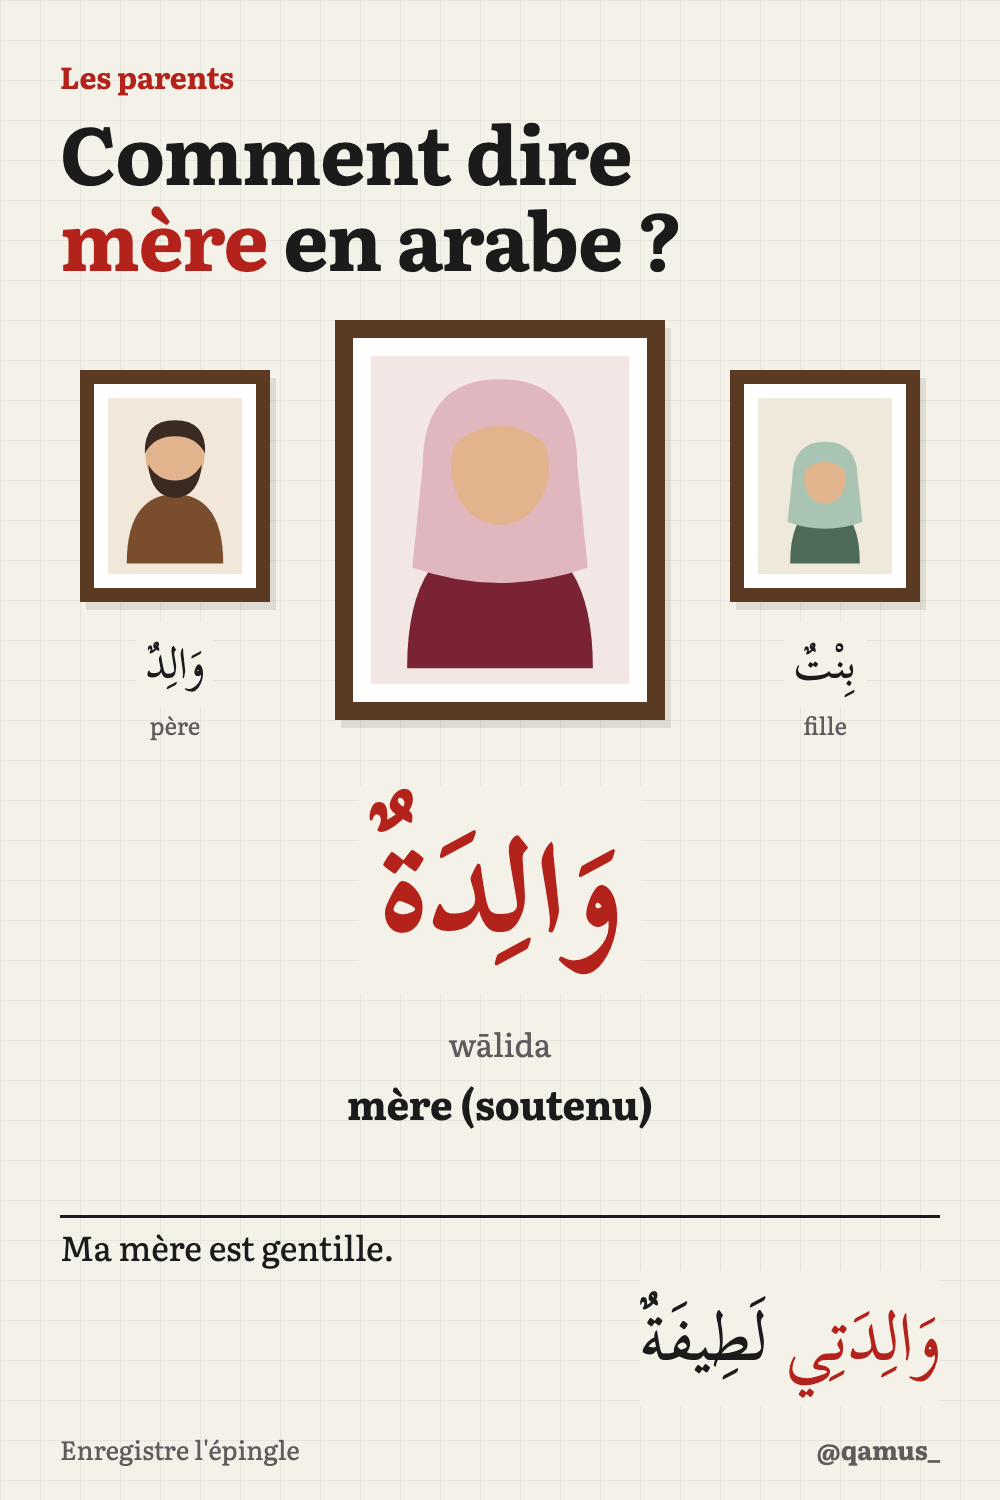 Les parents
Comment dire
mère en arabe ?
وَالِدٌ
père
بِنْتٌ
fille
وَالِدَةٌ
wālida
mère (soutenu)
Ma mère est gentille.
وَالِدَتِي لَطِيفَةٌ
Enregistre l'épingle
@qamus_